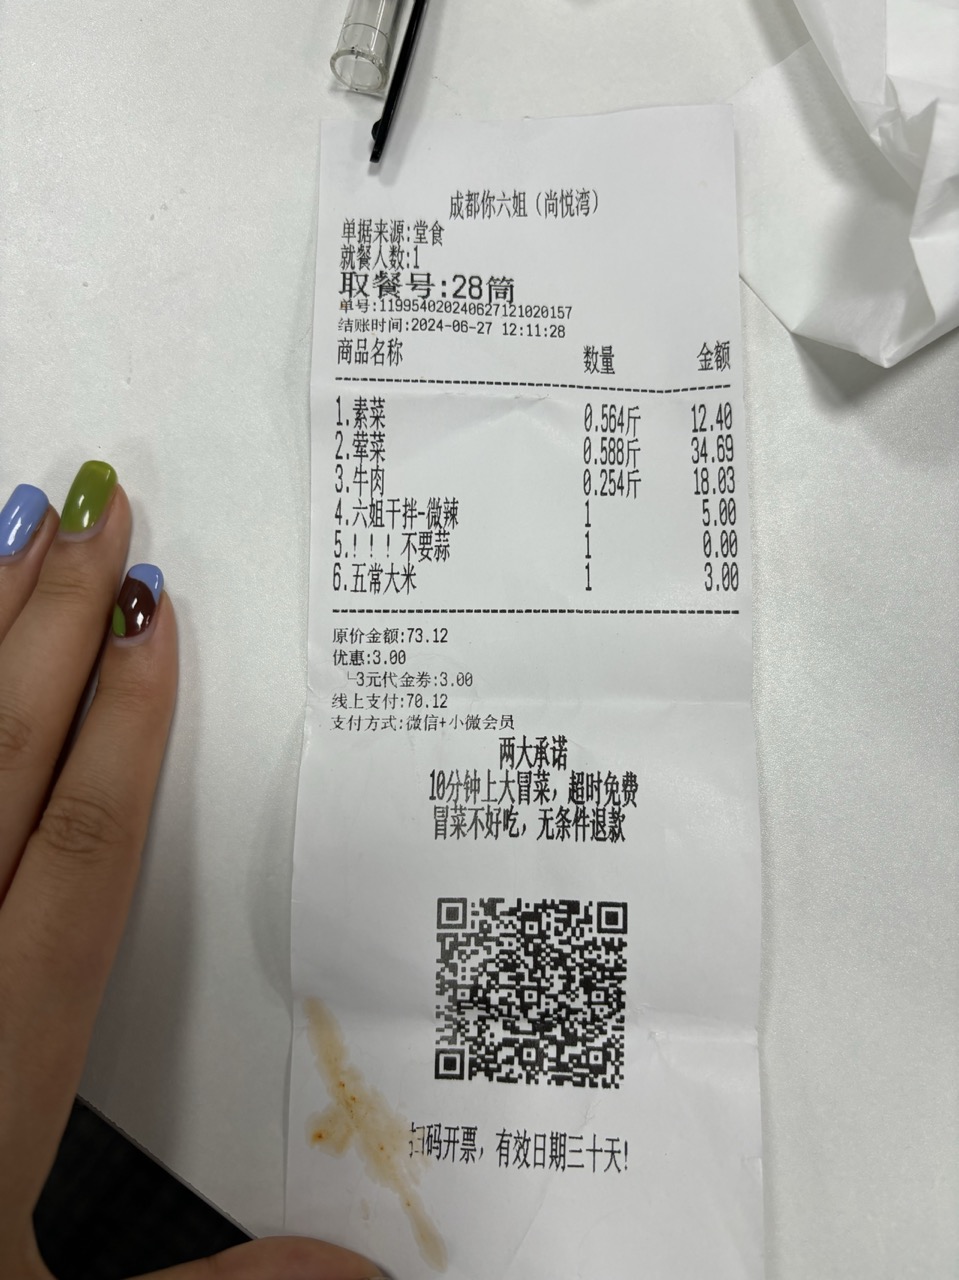 成都你六姐（尚悦湾）
单据来源:堂食
就餐人数:1
取餐号:28筒
单号:119954020240627121020157
结账时间:2024-06-27 12:11:28
商品名称 数量 金额
1.素菜 0.564斤 12.40
2.荤菜 0.588斤 34.69
3.牛肉 0.254斤 18.03
4.六姐干拌-微辣 1 5.00
5.！！！不要蒜 1 0.00
6.五常大米 1 3.00
原价金额:73.12
优惠:3.00
└3元代金券:3.00
线上支付:70.12
支付方式:微信+小微会员
两大承诺
10分钟上大冒菜，超时免费
冒菜不好吃，无条件退款
扫码开票，有效日期三十天！